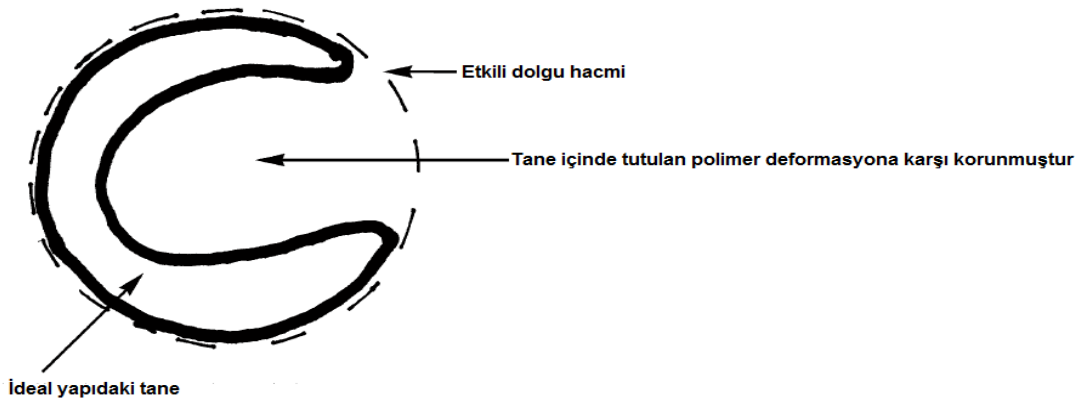 Etkili dolgu hacmi
Tane içinde tutulan polimer deformasyona karşı korunmuştur
İdeal yapıdaki tane